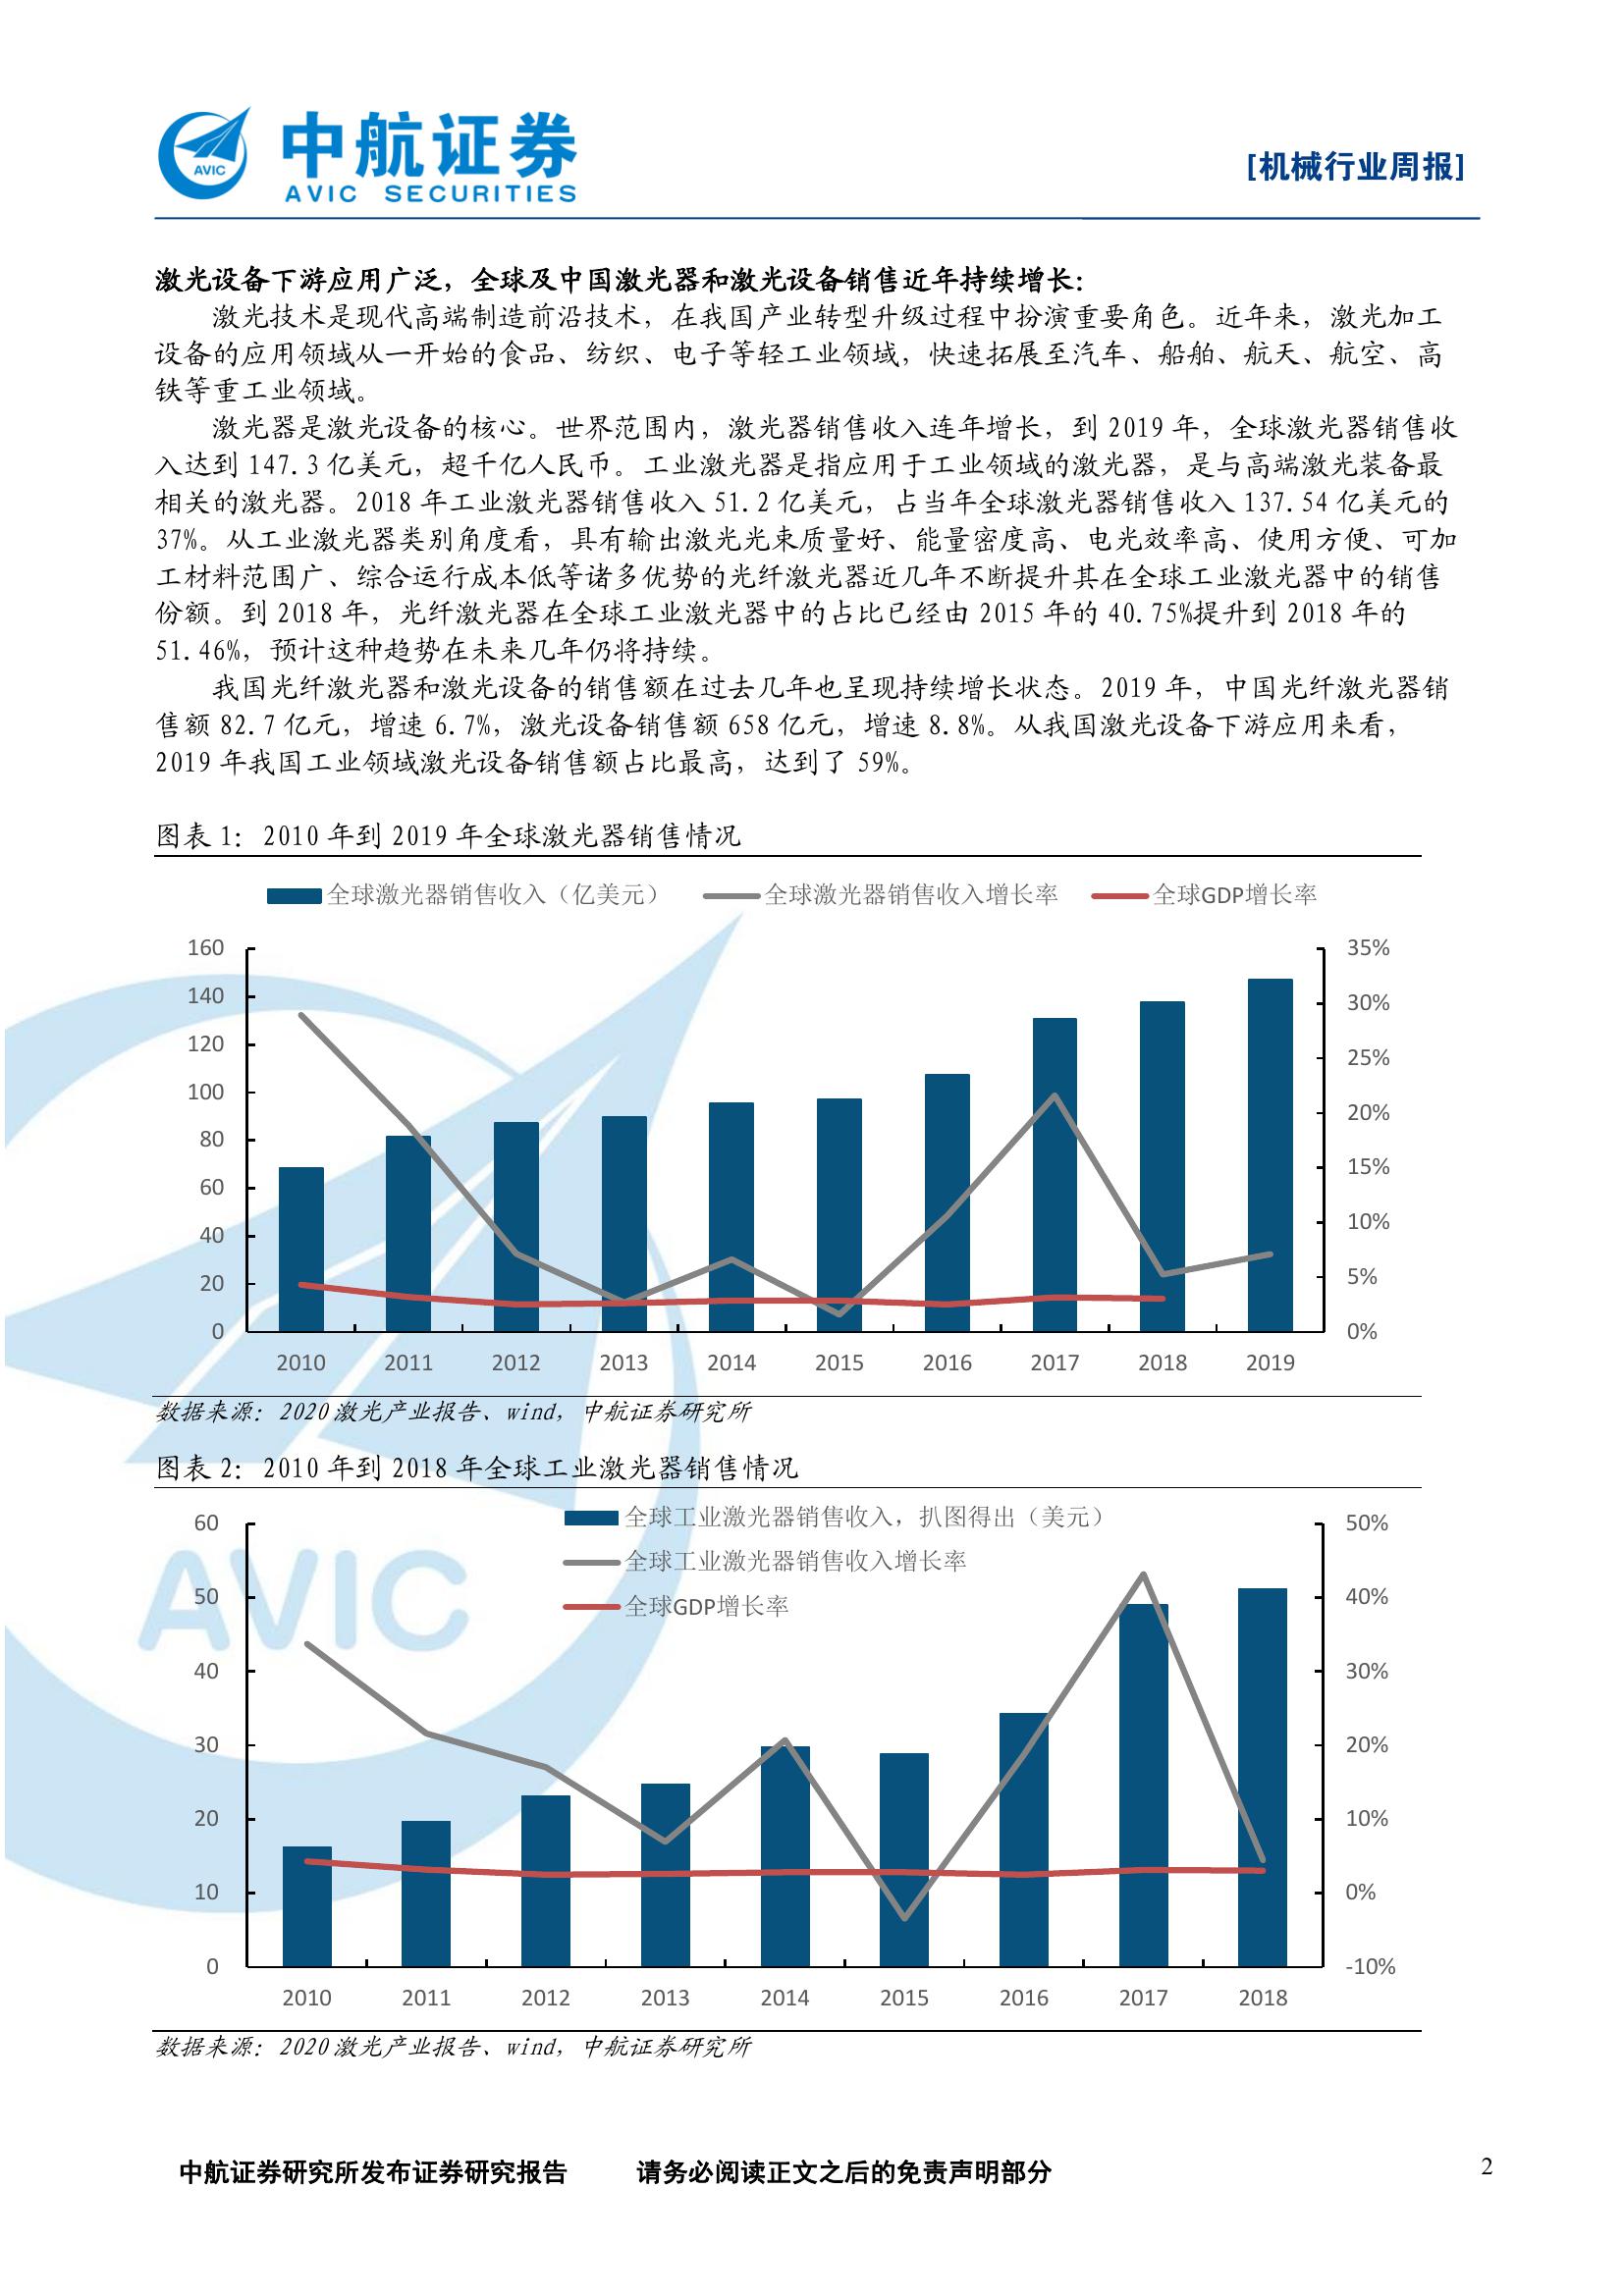 AVIC
中航证券
AVIC SECURITIES
[机械行业周报]
激光设备下游应用广泛，全球及中国激光器和激光设备销售近年持续增长：
激光技术是现代高端制造前沿技术，在我国产业转型升级过程中扮演重要角色。近年来，激光加工
设备的应用领域从一开始的食品、纺织、电子等轻工业领域，快速拓展至汽车、船舶、航天、航空、高
铁等重工业领域。
激光器是激光设备的核心。世界范围内，激光器销售收入连年增长，到 2019 年，全球激光器销售收
入达到 147.3 亿美元，超千亿人民币。工业激光器是指应用于工业领域的激光器，是与高端激光装备最
相关的激光器。2018 年工业激光器销售收入 51.2 亿美元，占当年全球激光器销售收入 137.54 亿美元的
37%。从工业激光器类别角度看，具有输出激光光束质量好、能量密度高、电光效率高、使用方便、可加
工材料范围广、综合运行成本低等诸多优势的光纤激光器近几年不断提升其在全球工业激光器中的销售
份额。到 2018 年，光纤激光器在全球工业激光器中的占比已经由 2015 年的 40.75%提升到 2018 年的
51.46%，预计这种趋势在未来几年仍将持续。
我国光纤激光器和激光设备的销售额在过去几年也呈现持续增长状态。2019 年，中国光纤激光器销
售额 82.7 亿元，增速 6.7%，激光设备销售额 658 亿元，增速 8.8%。从我国激光设备下游应用来看，
2019 年我国工业领域激光设备销售额占比最高，达到了 59%。
图表 1： 2010 年到 2019 年全球激光器销售情况
全球激光器销售收入（亿美元） 全球激光器销售收入增长率 全球GDP增长率
160 35%
140 30%
120 25%
100 20%
80 15%
60 10%
40 5%
20 0%
0
2010 2011 2012 2013 2014 2015 2016 2017 2018 2019
数据来源：2020 激光产业报告、wind，中航证券研究所
图表 2： 2010 年到 2018 年全球工业激光器销售情况
全球工业激光器销售收入，扒图得出（美元）
全球工业激光器销售收入增长率
全球GDP增长率
60 50%
50 40%
40 30%
30 20%
20 10%
10 0%
0 -10%
2010 2011 2012 2013 2014 2015 2016 2017 2018
AVIC
数据来源：2020 激光产业报告、wind，中航证券研究所
中航证券研究所发布证券研究报告 请务必阅读正文之后的免责声明部分
2